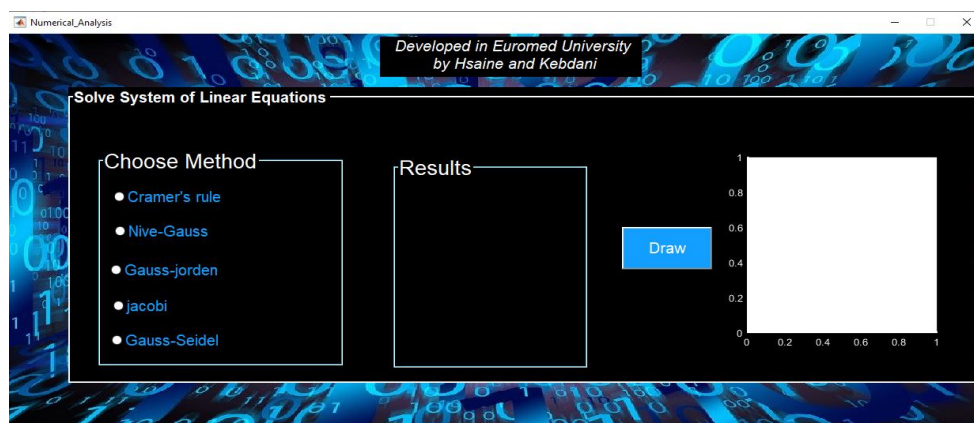 Numerical_Analysis
Developed in Euromed University
by Hsaine and Kebdani
Solve System of Linear Equations
Choose Method
Cramer's rule
Nive-Gauss
Gauss-jorden
jacobi
Gauss-Seidel
Results
Draw
1
0.8
0.6
0.4
0.2
0
0 0.2 0.4 0.6 0.8 1